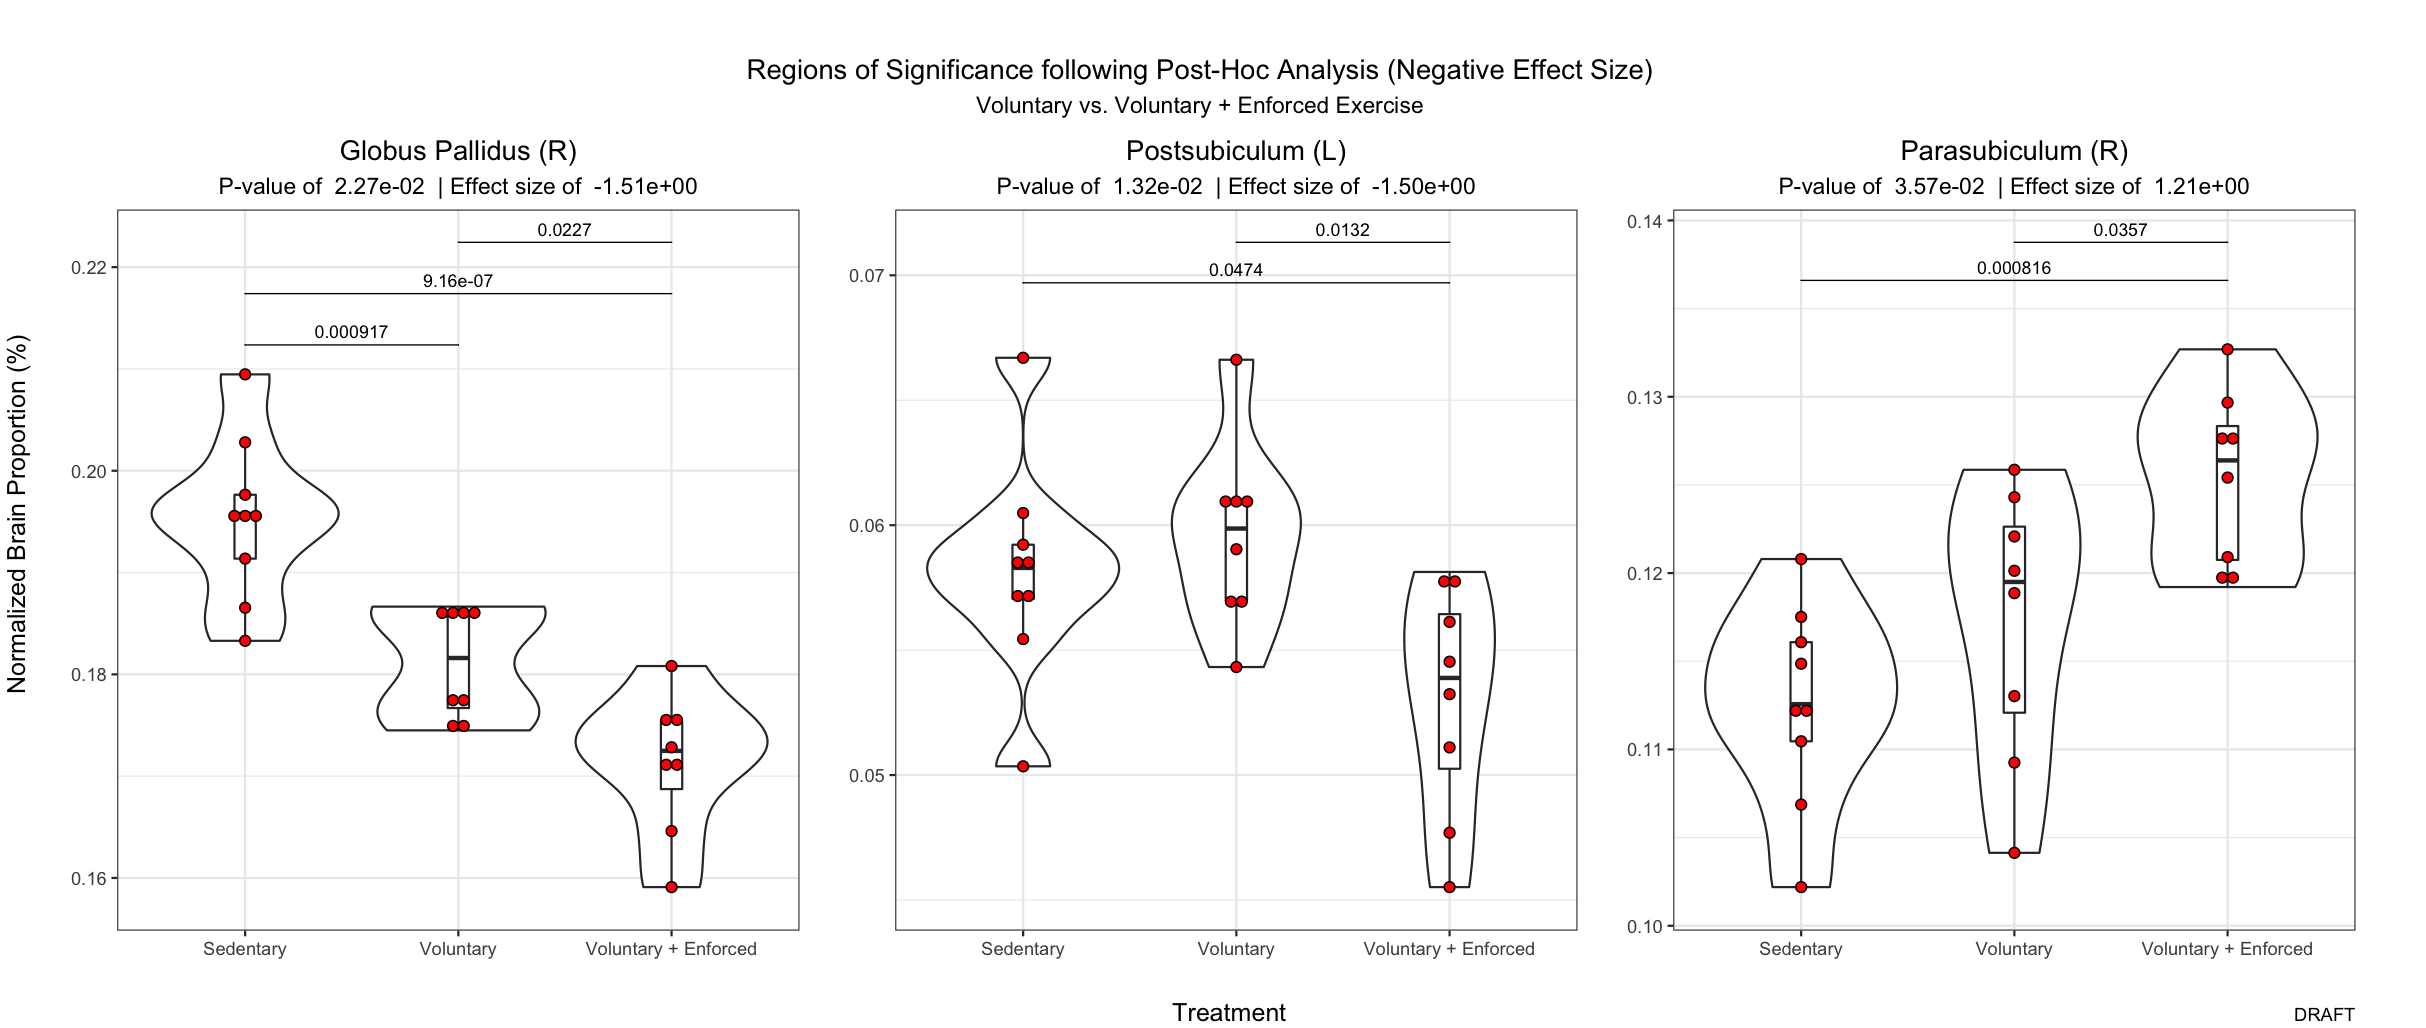 Regions of Significance following Post-Hoc Analysis (Negative Effect Size)
Voluntary vs. Voluntary + Enforced Exercise
Normalized Brain Proportion (%)
Globus Pallidus (R)
P-value of 2.27e-02 | Effect size of -1.51e+00
0.0227
0.22
9.16e-07
0.000917
0.20
0.18
0.16
Sedentary Voluntary Voluntary + Enforced
Postsubiculum (L)
P-value of 1.32e-02 | Effect size of -1.50e+00
0.0132
0.07
0.0474
0.06
0.05
Sedentary Voluntary Voluntary + Enforced
Parasubiculum (R)
P-value of 3.57e-02 | Effect size of 1.21e+00
0.14
0.0357
0.000816
0.13
0.12
0.11
0.10
Sedentary Voluntary Voluntary + Enforced
Treatment
DRAFT